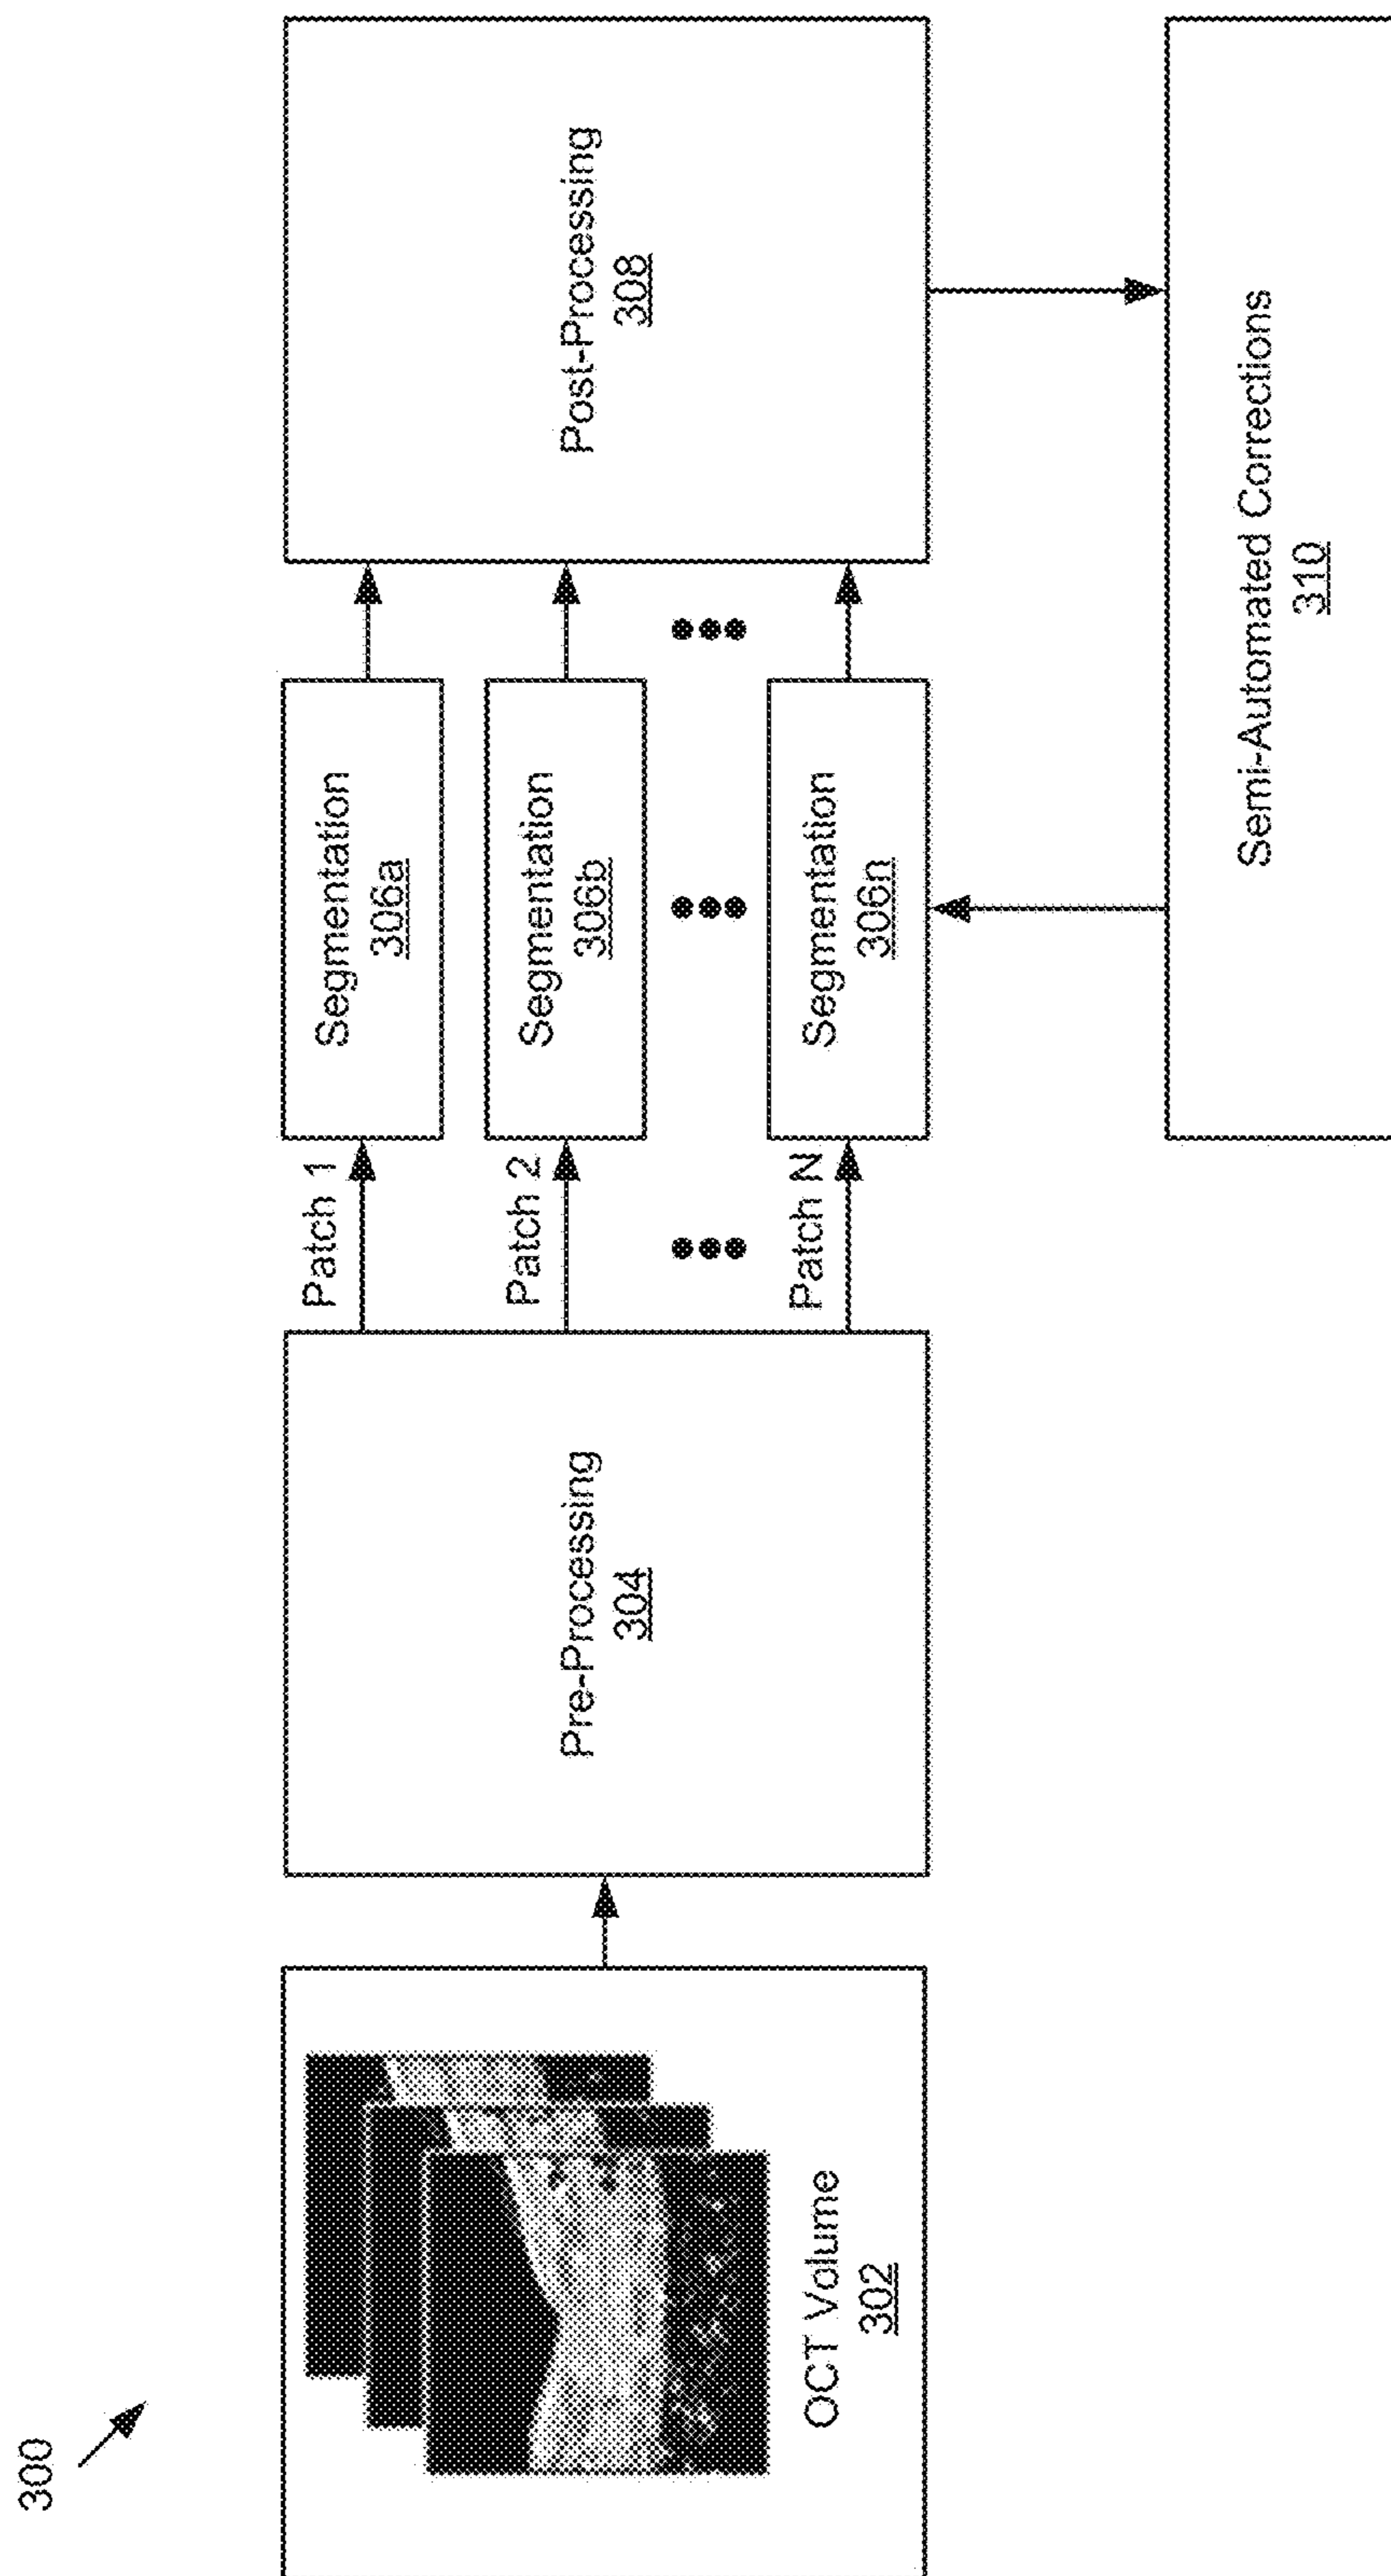 300
OCT Volume
302
Pre-Processing
304
Patch 1
Patch 2
Patch N
Segmentation
306a
Segmentation
306b
Segmentation
306n
Post-Processing
308
Semi-Automated Corrections
310